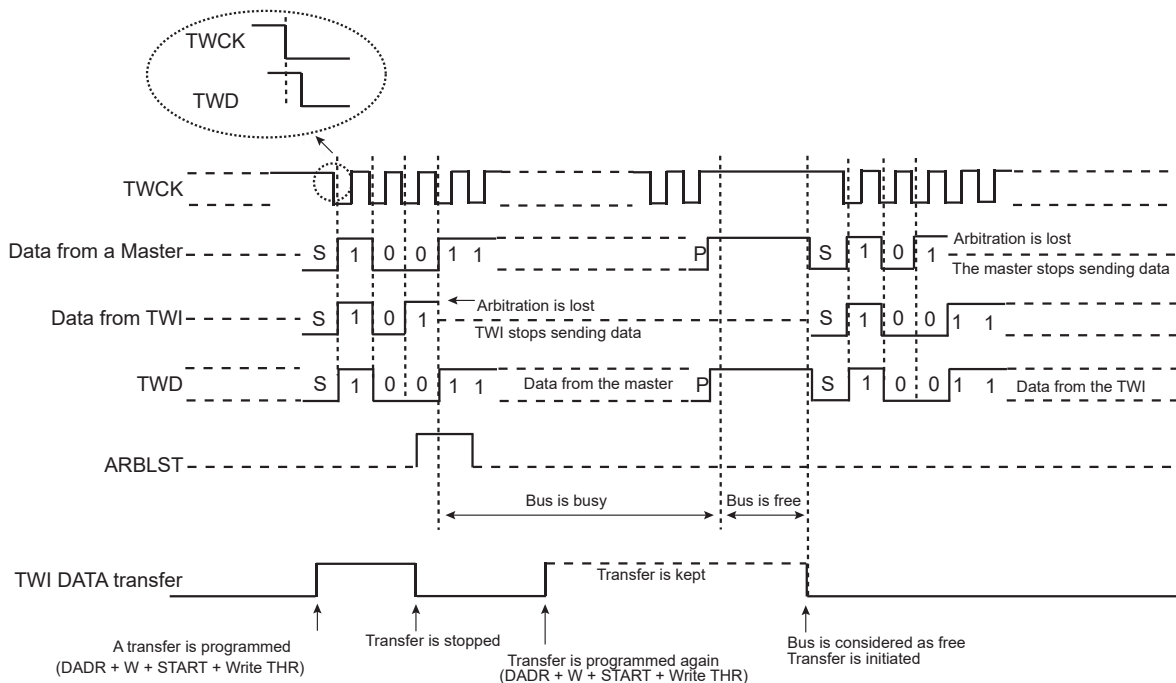 TWCK
TWD
TWCK
Data from a Master
S 1 0 0 1 1
P
S 1 0 1
Arbitration is lost
The master stops sending data
Data from TWI
S 1 0 1
Arbitration is lost
TWI stops sending data
S 1 0 0 1 1
TWD
S 1 0 0 1 1
Data from the master
P
S 1 0 0 1 1
Data from the TWI
ARBLST
Bus is busy
Bus is free
TWI DATA transfer
Transfer is kept
A transfer is programmed
(DADR + W + START + Write THR)
Transfer is stopped
Transfer is programmed again
(DADR + W + START + Write THR)
Bus is considered as free
Transfer is initiated